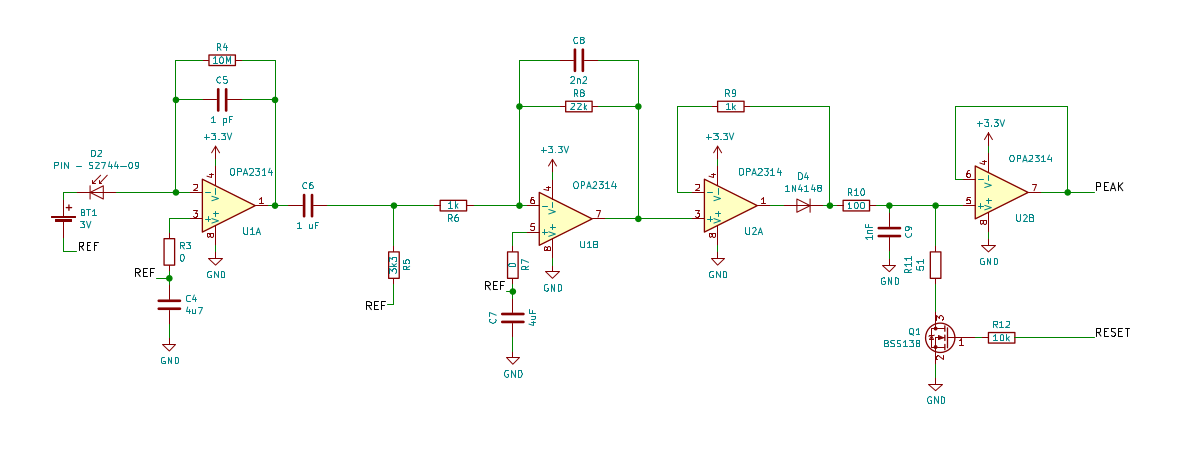 R4
10M
C5
1 pF
+3.3V
D2
PIN - S2744-09
OPA2314
2
4
V-
-
+
V+
1
3
8
U1A
+
BT1
3V
REF
R3
0
REF
C4
4u7
GND
GND
C6
1 uF
R5
3k3
REF
1k
R6
C8
2n2
R8
22k
+3.3V
OPA2314
6
4
V-
-
+
V+
7
5
8
U1B
R7
0
REF
C7
4uF
GND
GND
R9
1k
+3.3V
OPA2314
2
4
V-
-
+
V+
1
3
8
U2A
GND
D4
1N4148
R10
100
1nF
C9
GND
R11
51
+3.3V
OPA2314
6
4
V-
-
+
V+
7
5
8
U2B
GND
PEAK
Q1
BSS138
3
1
2
GND
R12
10k
RESET